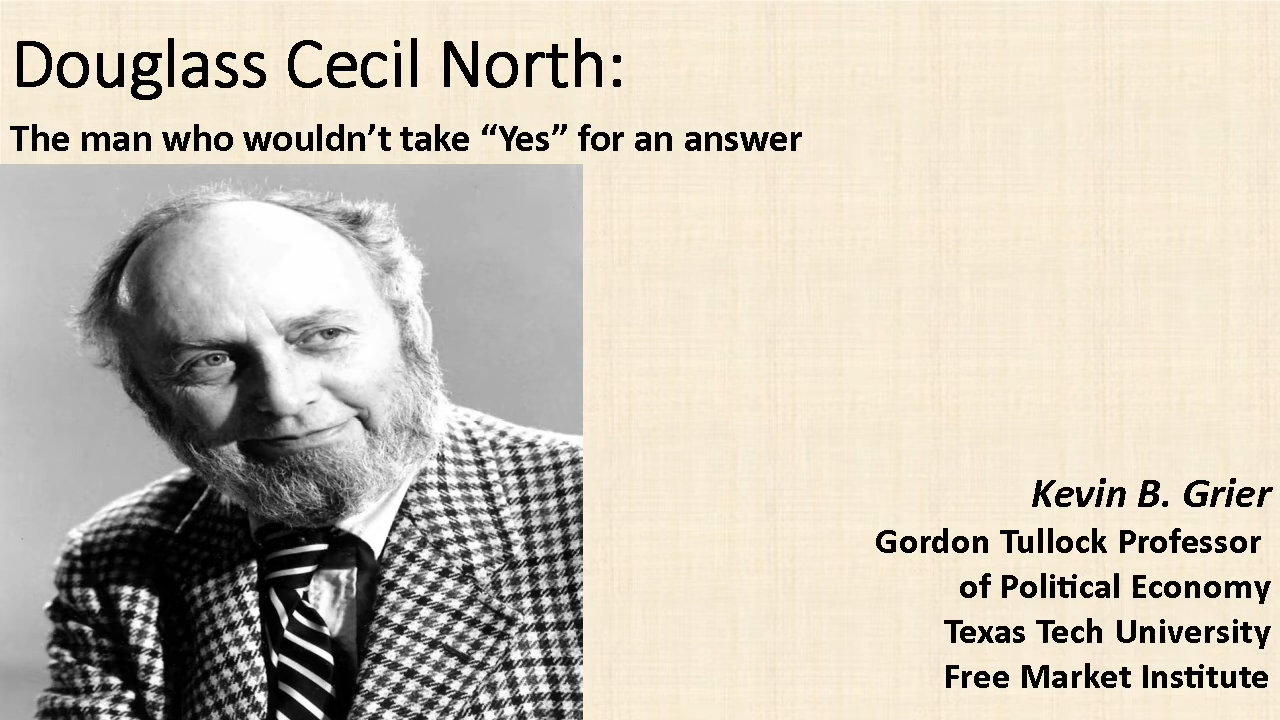 Douglass Cecil North:
The man who wouldn’t take “Yes” for an answer
Kevin B. Grier
Gordon Tullock Professor
of Political Economy
Texas Tech University
Free Market Institute